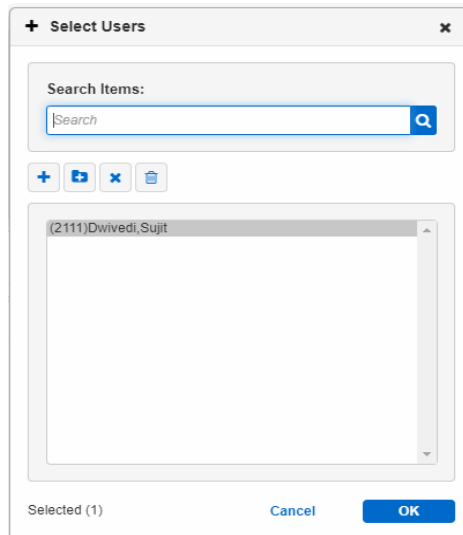 Select Users
Search Items:
Search
(2111)Dwivedi,Sujit
Selected (1)
Cancel
OK